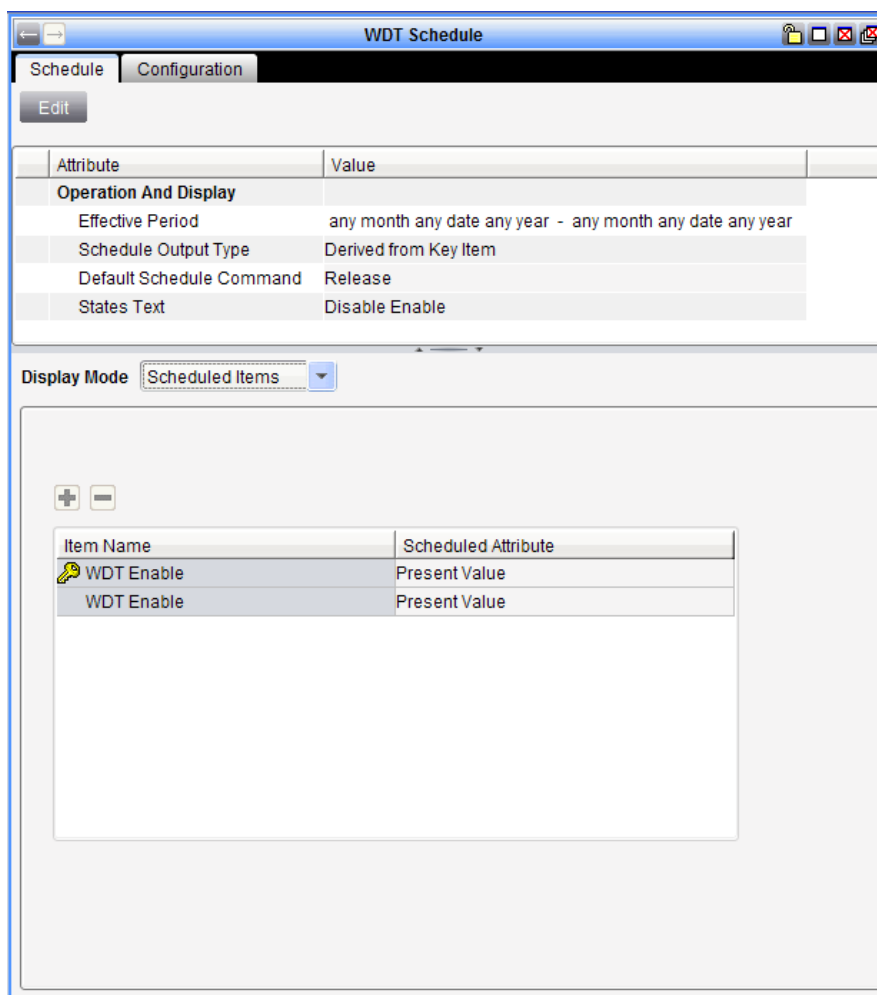 WDT Schedule
Schedule Configuration
Edit
Attribute Value
Operation And Display
Effective Period any month any date any year - any month any date any year
Schedule Output Type Derived from Key Item
Default Schedule Command Release
States Text Disable Enable
Display Mode Scheduled Items
Item Name Scheduled Attribute
WDT Enable Present Value
WDT Enable Present Value